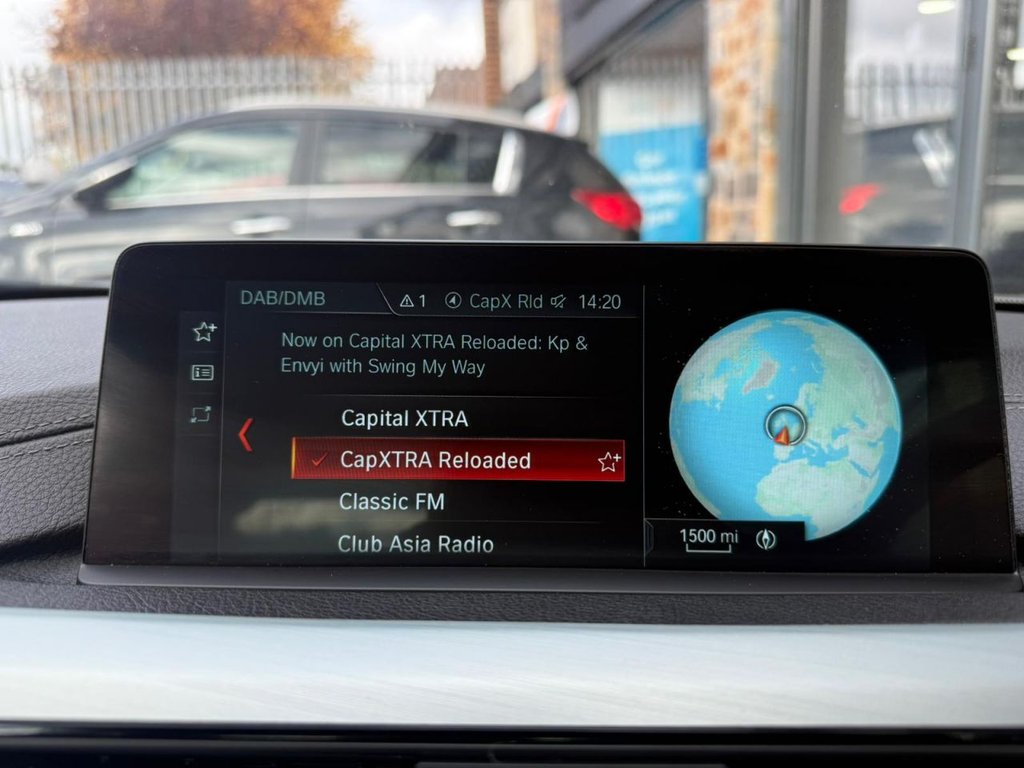 DAB/DMB
1 CapX Rld 14:20
Now on Capital XTRA Reloaded: Kp &
Envyi with Swing My Way
Capital XTRA
CapXTRA Reloaded
Classic FM
Club Asia Radio
1500 mi